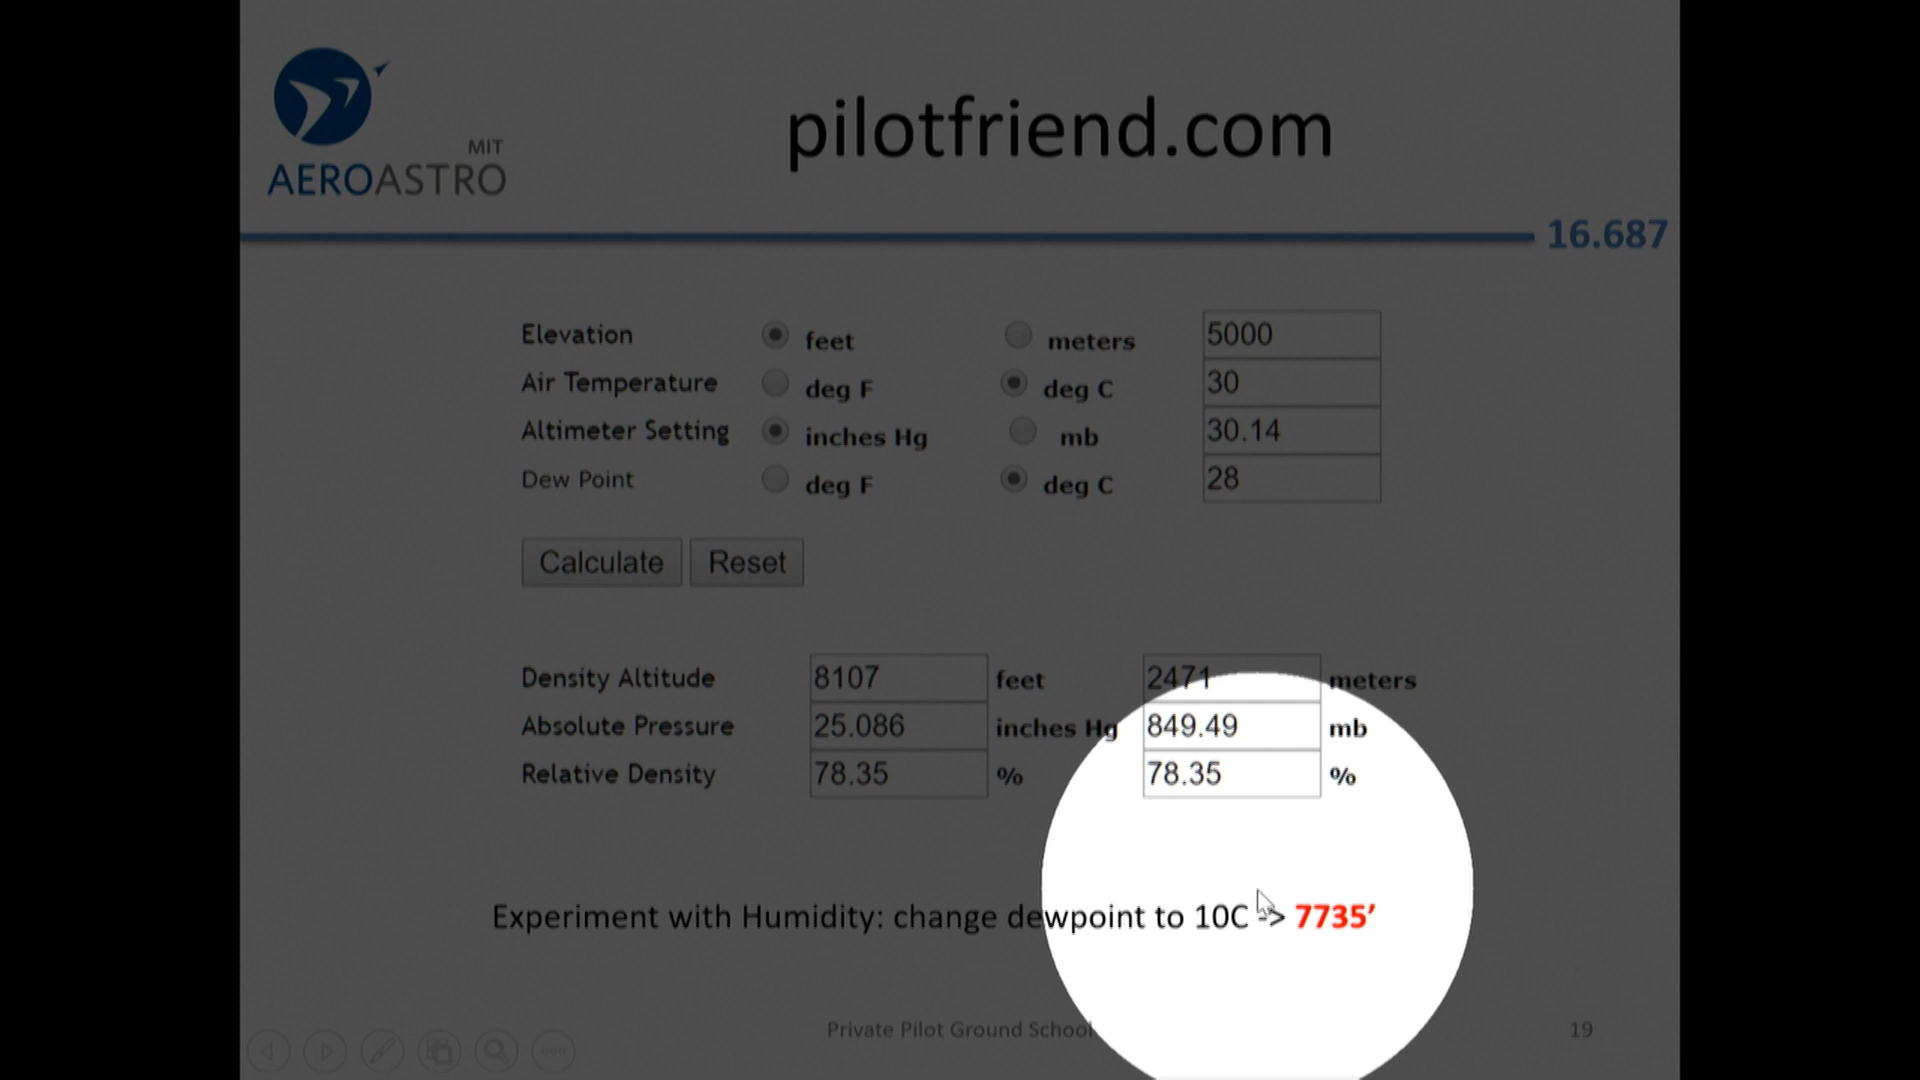 MIT
AEROASTRO
pilotfriend.com
16.687
Elevation feet meters 5000
Air Temperature deg F deg C 30
Altimeter Setting inches Hg mb 30.14
Dew Point deg F deg C 28
Calculate Reset
Density Altitude 8107 feet 2471 meters
Absolute Pressure 25.086 inches Hg 849.49 mb
Relative Density 78.35 % 78.35 %
Experiment with Humidity: change dewpoint to 10C -> 7735’
Private Pilot Ground School 19